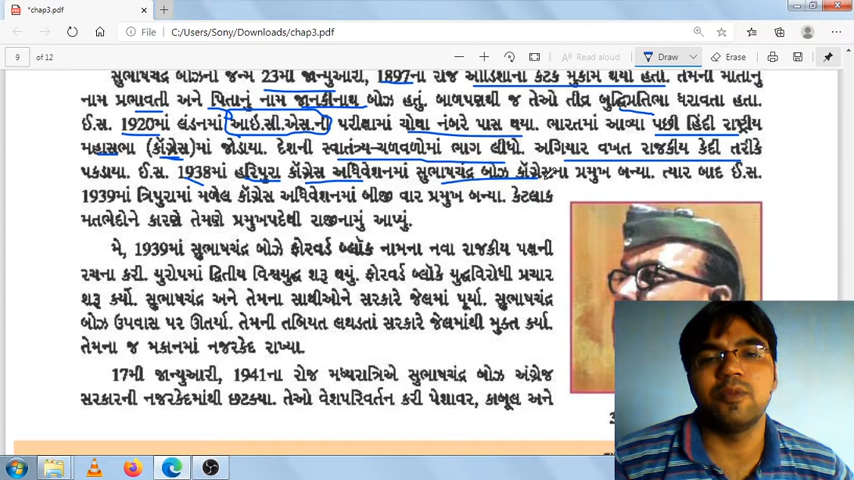 *chap3.pdf
File
C:/Users/Sony/Downloads/chap3.pdf
9 of 12
Read aloud
Draw
Erase
સુભાષચંદ્ર બોઝનો જન્મ 23મી જાન્યુઆરી, 1897ના રોજ ઓડિશાના કટક મુકામે થયો હતો. તેમની માતાનું
નામ પ્રભાવતી અને પિતાનું નામ જાનકીનાથ બોઝ હતું. બાળપણથી જ તેઓ તીવ્ર બુદ્ધિપ્રતિભા ધરાવતા હતા.
ઈ.સ. 1920માં લંડનમાં આઇ.સી.એસ.ની પરીક્ષામાં ચોથા નંબરે પાસ થયા. ભારતમાં આવ્યા પછી હિંદી રાષ્ટ્રીય
મહાસભા (કૉંગ્રેસ)માં જોડાયા. દેશની સ્વાતંત્ર્ય-ચળવળોમાં ભાગ લીધો. અગિયાર વખત રાજકીય કેદી તરીકે
પકડાયા. ઈ.સ. 1938માં હરિપુરા કૉંગ્રેસ અધિવેશનમાં સુભાષચંદ્ર બોઝ કૉંગ્રેસના પ્રમુખ બન્યા. ત્યાર બાદ ઈ.સ.
1939માં ત્રિપુરામાં મળેલ કૉંગ્રેસ અધિવેશનમાં બીજી વાર પ્રમુખ બન્યા. કેટલાક
મતભેદોને કારણે તેમણે પ્રમુખપદેથી રાજીનામું આપ્યું.
મે, 1939માં સુભાષચંદ્ર બોઝે ફોરવર્ડ બ્લૉક નામના નવા રાજકીય પક્ષની
રચના કરી. યુરોપમાં દ્વિતીય વિશ્વયુદ્ધ શરૂ થયું. ફોરવર્ડ બ્લૉકે યુદ્ધવિરોધી પ્રચાર
શરૂ કર્યો. સુભાષચંદ્ર અને તેમના સાથીઓને સરકારે જેલમાં પૂર્યા. સુભાષચંદ્ર
બોઝ ઉપવાસ પર ઊતર્યા. તેમની તબિયત લથડતાં સરકારે જેલમાંથી મુક્ત કર્યા.
તેમના જ મકાનમાં નજરકેદ રાખ્યા.
17મી જાન્યુઆરી, 1941ના રોજ મધ્યરાત્રિએ સુભાષચંદ્ર બોઝ અંગ્રેજ
સરકારની નજરકેદમાંથી છટક્યા. તેઓ વેશપરિવર્તન કરી પેશાવર, કાબૂલ અને